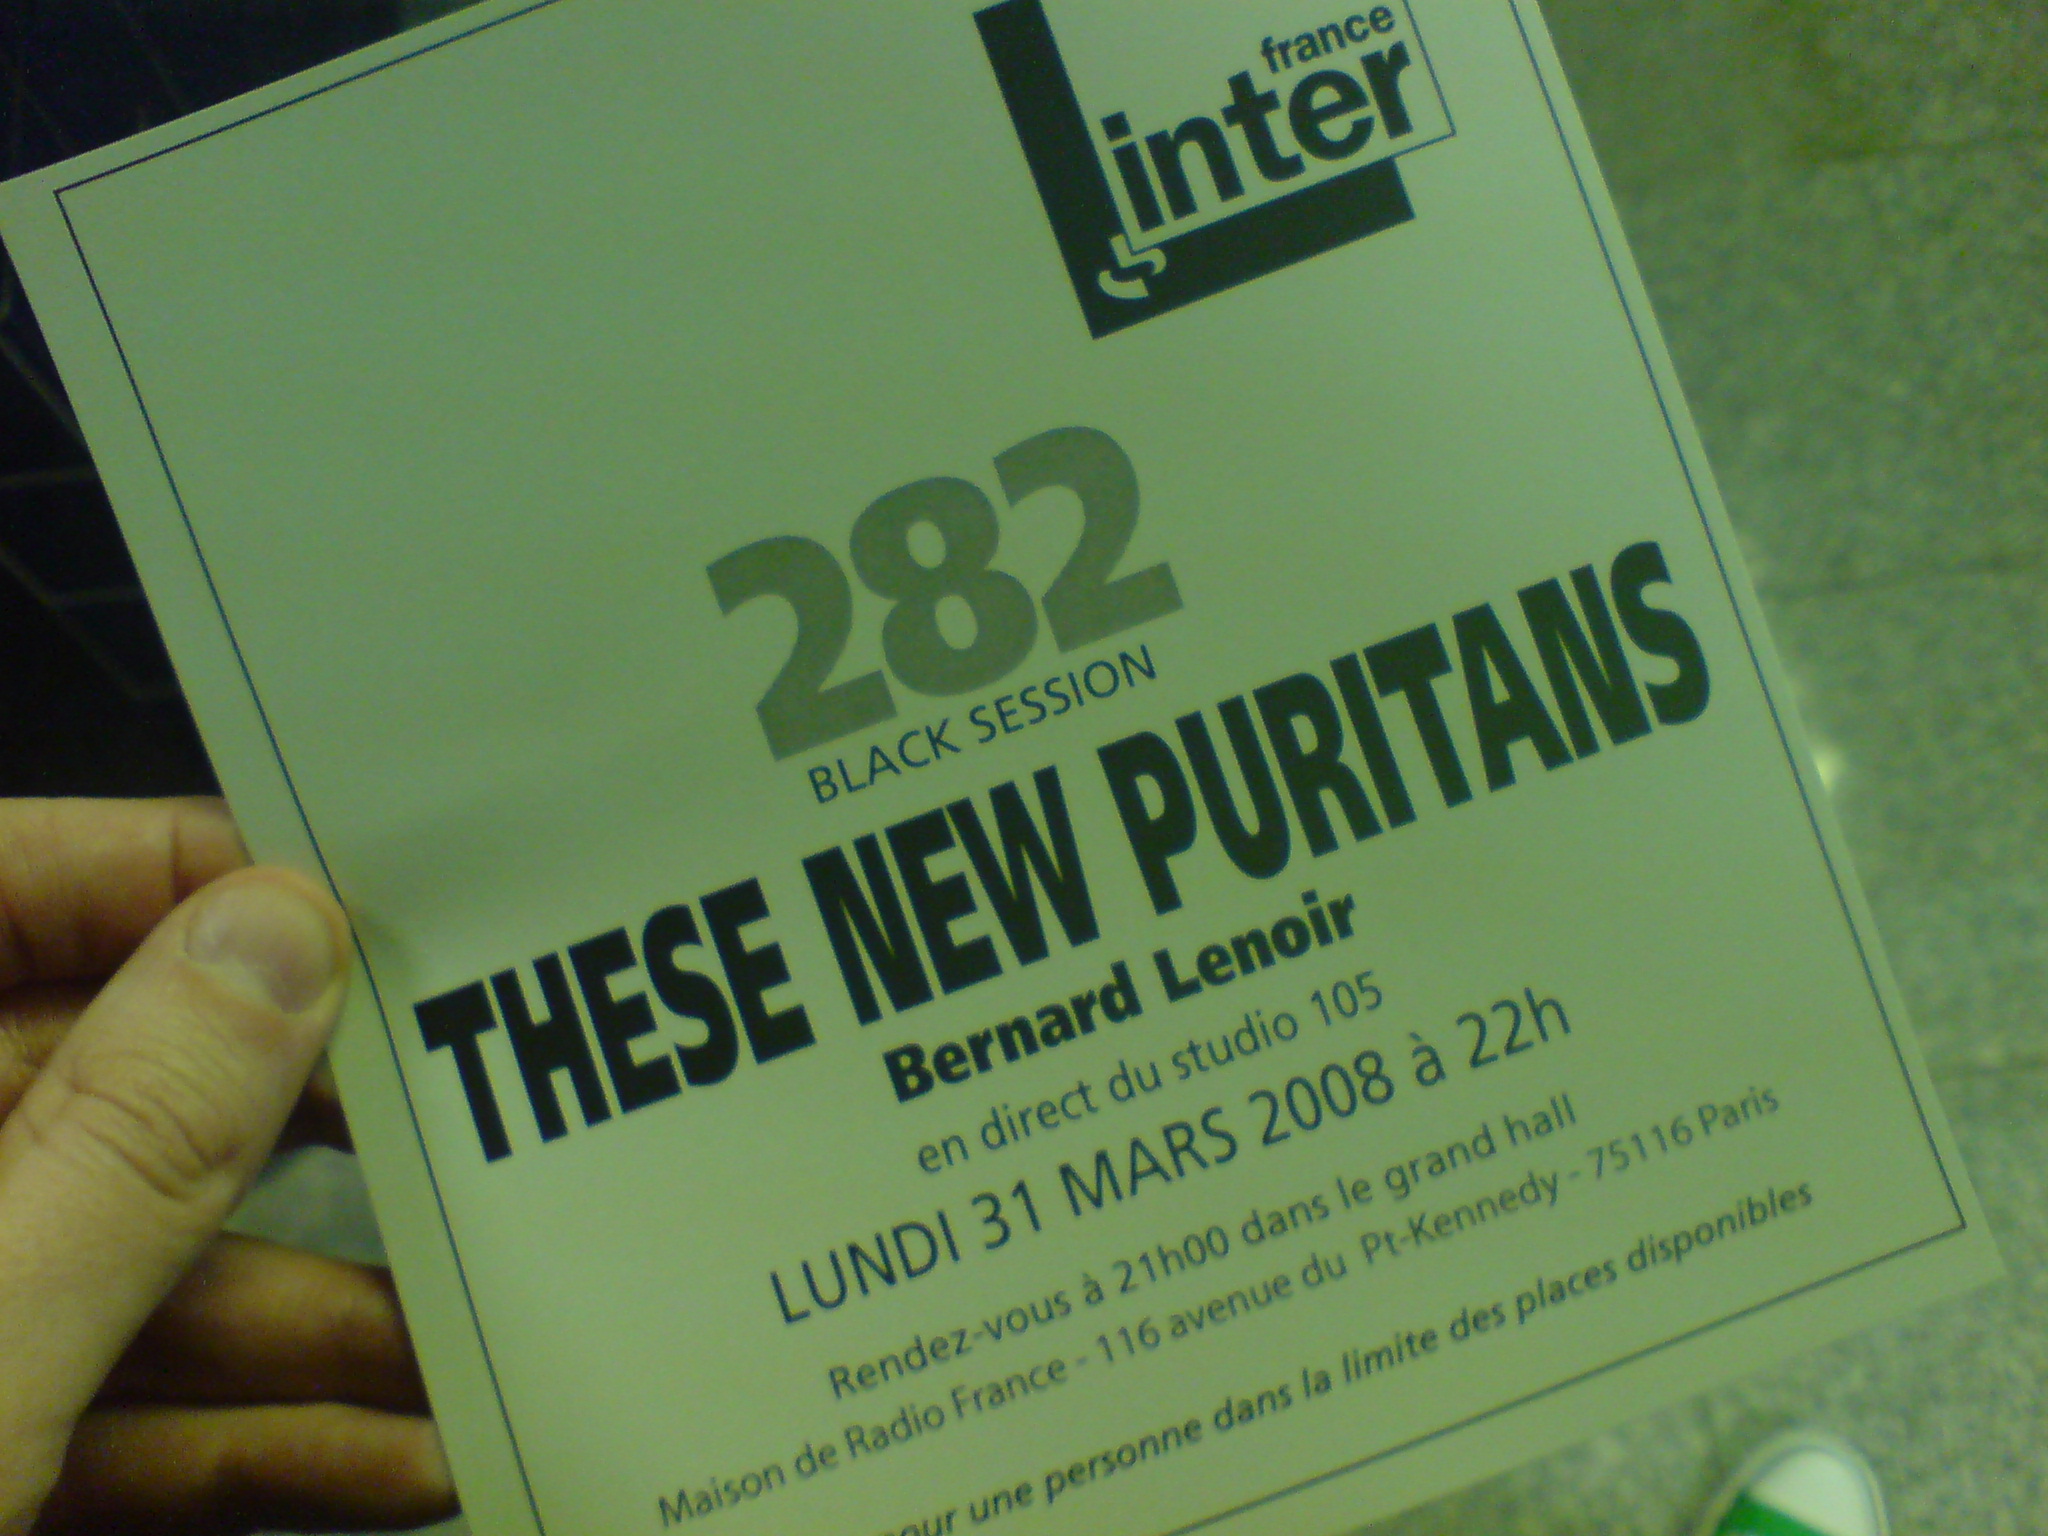 france
inter
282
BLACK SESSION
THESE NEW PURITANS
Bernard Lenoir
en direct du studio 105
LUNDI 31 MARS 2008 à 22h
Rendez-vous à 21h00 dans le grand hall
Maison de Radio France - 116 avenue du Pt-Kennedy - 75116 Paris
une personne dans la limite des places disponibles